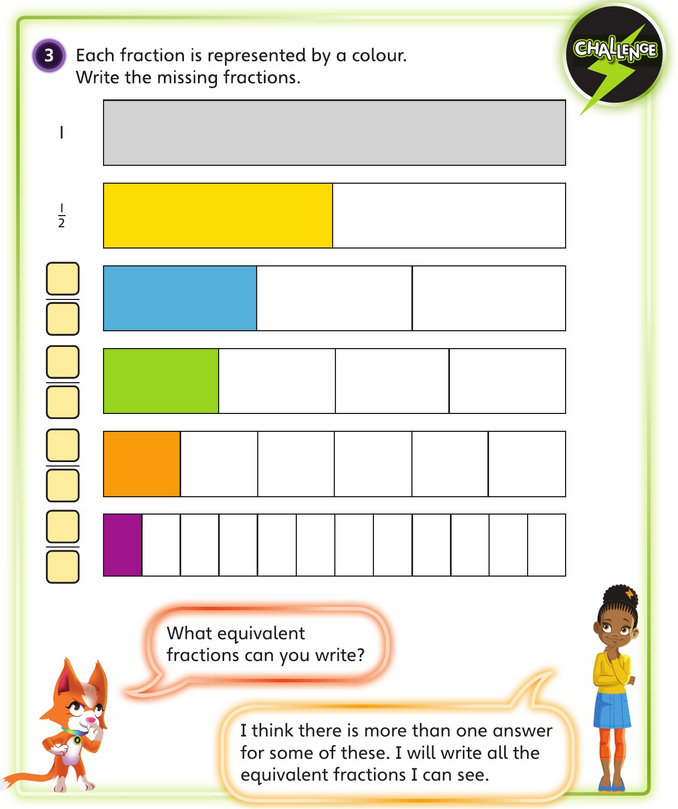 CHALLENGE
3
Each fraction is represented by a colour.
Write the missing fractions.
1
1
2
What equivalent
fractions can you write?
I think there is more than one answer
for some of these. I will write all the
equivalent fractions I can see.